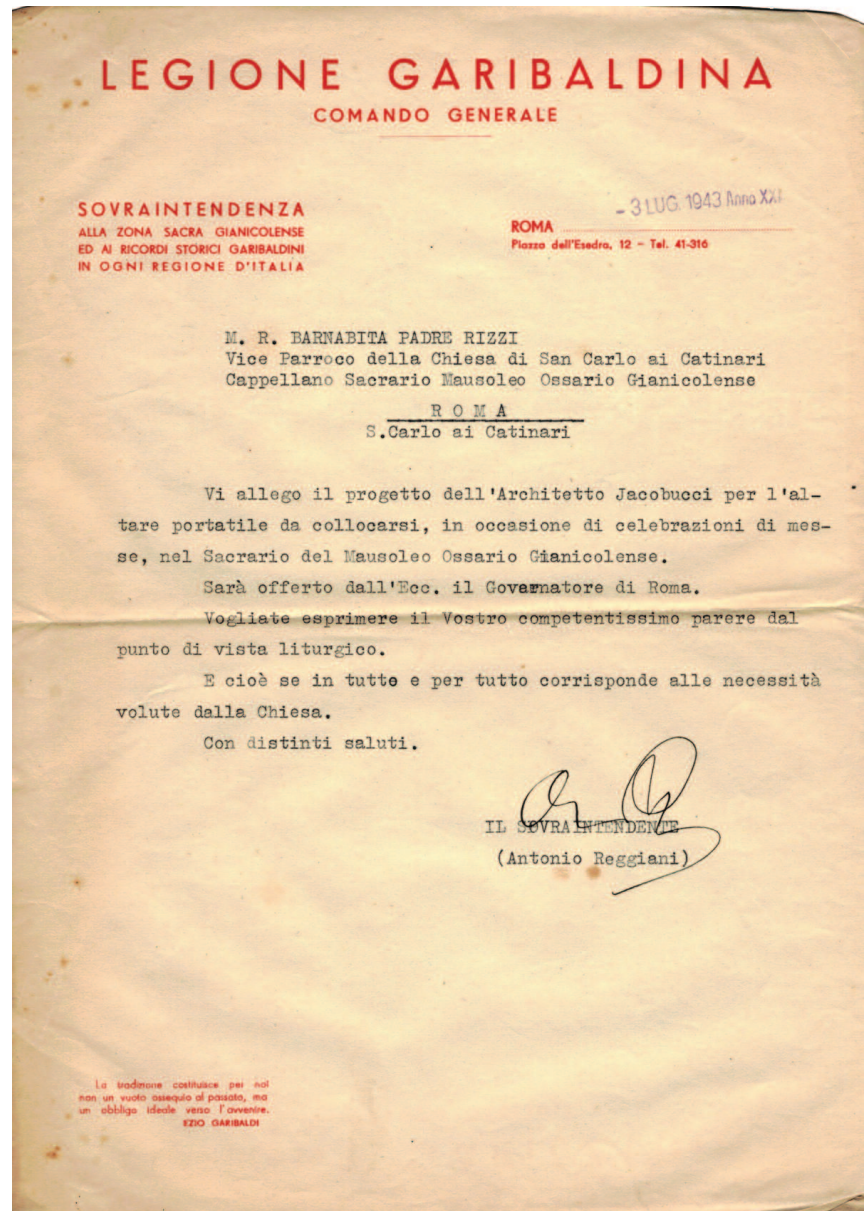 LEGIONE GARIBALDINA
COMANDO GENERALE
SOVRAINTENDENZA
ALLA ZONA SACRA GIANICOLENSE
ED AI RICORDI STORICI GARIBALDINI
IN OGNI REGIONE D'ITALIA
- 3 LUG. 1943 Anno XXI
ROMA
Piazza dell'Esedra, 12 - Tel. 41-316
M. R. BARNABITA PADRE RIZZI
Vice Parroco della Chiesa di San Carlo ai Catinari
Cappellano Sacrario Mausoleo Ossario Gianicolense
R O M A
S.Carlo ai Catinari
Vi allego il progetto dell'Architetto Jacobucci per l'al-
tare portatile da collocarsi, in occasione di celebrazioni di mes-
se, nel Sacrario del Mausoleo Ossario Gianicolense.
Sarà offerto dall'Ecc. il Governatore di Roma.
Vogliate esprimere il Vostro competentissimo parere dal
punto di vista liturgico.
E cioè se in tutto e per tutto corrisponde alle necessità
volute dalla Chiesa.
Con distinti saluti.
IL SOVRAINTENDENTE
(Antonio Reggiani)
La tradizione costituisce per noi
non un vuoto ossequio al passato, ma
un obbligo ideale verso l'avvenire.
EZIO GARIBALDI